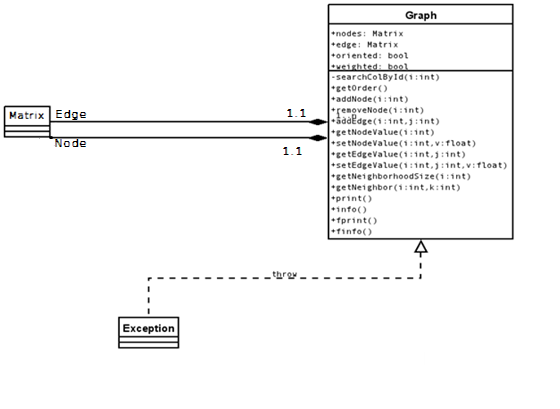 Graph
+nodes: Matrix
+edge: Matrix
+oriented: bool
+weighted: bool
-searchColById(i:int)
+getOrder()
+addNode(i:int)
+removeNode(i:int)
+addEdge(i:int,j:int)
+getNodeValue(i:int)
+setNodeValue(i:int,v:float)
+getEdgeValue(i:int,j:int)
+setEdgeValue(i:int,j:int,v:float)
+getNeighborhoodSize(i:int)
+getNeighbor(i:int,k:int)
+print()
+info()
+fprint()
+finfo()
Matrix
Edge
1.1
Node
1.1
throw
Exception